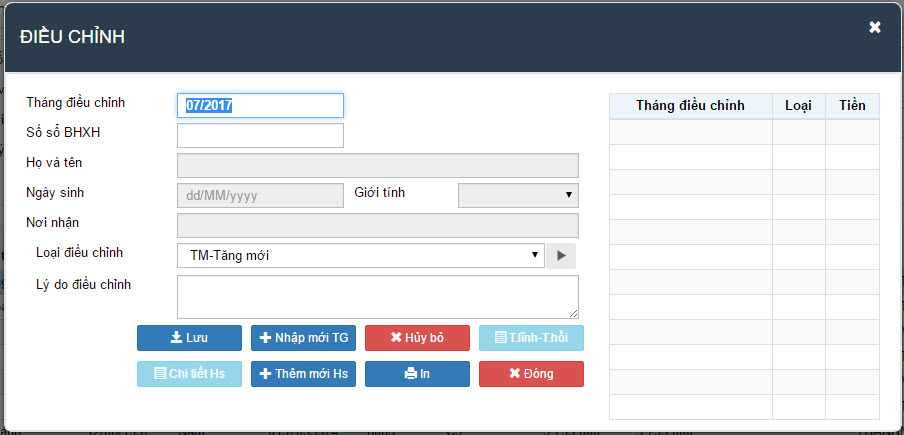 ĐIỀU CHỈNH
Tháng điều chỉnh 07/2017
Số sổ BHXH
Họ và tên
Ngày sinh dd/MM/yyyy Giới tính
Nơi nhận
Loại điều chỉnh TM-Tăng mới
Lý do điều chỉnh
Lưu Nhập mới TG Hủy bỏ T.lĩnh-T.hồi
Chi tiết Hs Thêm mới Hs In Đóng
Tháng điều chỉnh Loại Tiền